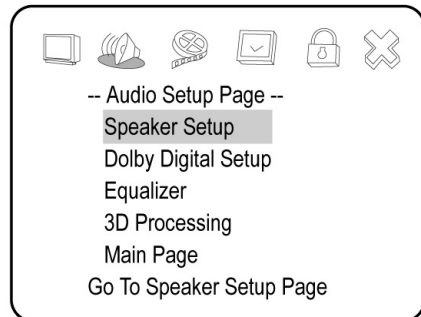 -- Audio Setup Page --
Speaker Setup
Dolby Digital Setup
Equalizer
3D Processing
Main Page
Go To Speaker Setup Page